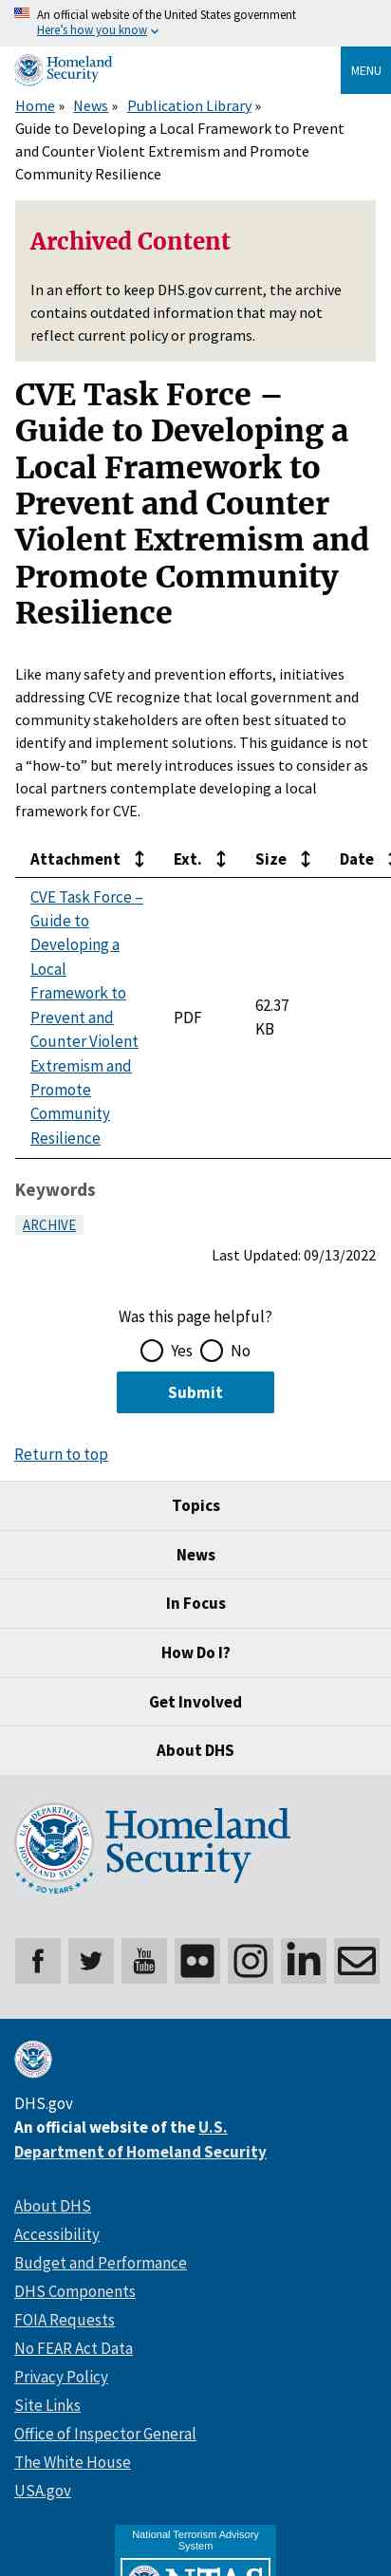 An official website of the United States government
Here’s how you know
Homeland
Security
MENU
Home » News » Publication Library »
Guide to Developing a Local Framework to Prevent
and Counter Violent Extremism and Promote
Community Resilience
Archived Content
In an effort to keep DHS.gov current, the archive
contains outdated information that may not
reflect current policy or programs.
CVE Task Force –
Guide to Developing a
Local Framework to
Prevent and Counter
Violent Extremism and
Promote Community
Resilience
Like many safety and prevention efforts, initiatives
addressing CVE recognize that local government and
community stakeholders are often best situated to
identify and implement solutions. This guidance is not
a “how-to” but merely introduces issues to consider as
local partners contemplate developing a local
framework for CVE.
Attachment Ext. Size Date
CVE Task Force –
Guide to
Developing a
Local
Framework to
Prevent and
Counter Violent
Extremism and
Promote
Community
Resilience
PDF
62.37
KB
Keywords
ARCHIVE
Last Updated: 09/13/2022
Was this page helpful?
Yes No
Submit
Return to top
Topics
News
In Focus
How Do I?
Get Involved
About DHS
U.S. DEPARTMENT OF
HOMELAND SECURITY
20 YEARS
Homeland
Security
You
Tube
DHS.gov
An official website of the U.S.
Department of Homeland Security
About DHS
Accessibility
Budget and Performance
DHS Components
FOIA Requests
No FEAR Act Data
Privacy Policy
Site Links
Office of Inspector General
The White House
USA.gov
National Terrorism Advisory
System
NTAS